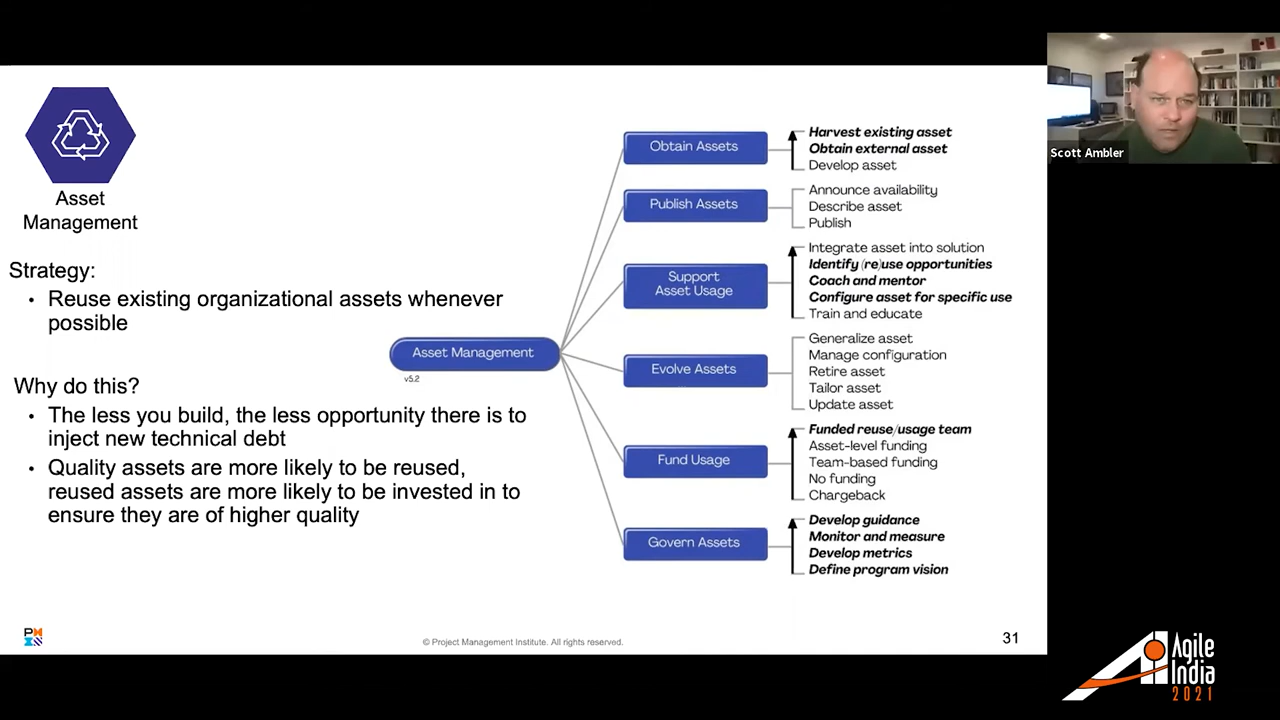 Asset
Management
Strategy:
• Reuse existing organizational assets whenever
possible
Why do this?
• The less you build, the less opportunity there is to
inject new technical debt
• Quality assets are more likely to be reused,
reused assets are more likely to be invested in to
ensure they are of higher quality
Asset Management
v5.2
Obtain Assets
Harvest existing asset
Obtain external asset
Develop asset
Publish Assets
Announce availability
Describe asset
Publish
Support
Asset Usage
Integrate asset into solution
Identify (re)use opportunities
Coach and mentor
Configure asset for specific use
Train and educate
Evolve Assets
Generalize asset
Manage configuration
Retire asset
Tailor asset
Update asset
Fund Usage
Funded reuse/usage team
Asset-level funding
Team-based funding
No funding
Chargeback
Govern Assets
Develop guidance
Monitor and measure
Develop metrics
Define program vision
© Project Management Institute. All rights reserved.
31
Scott Ambler
Agile
India
2021